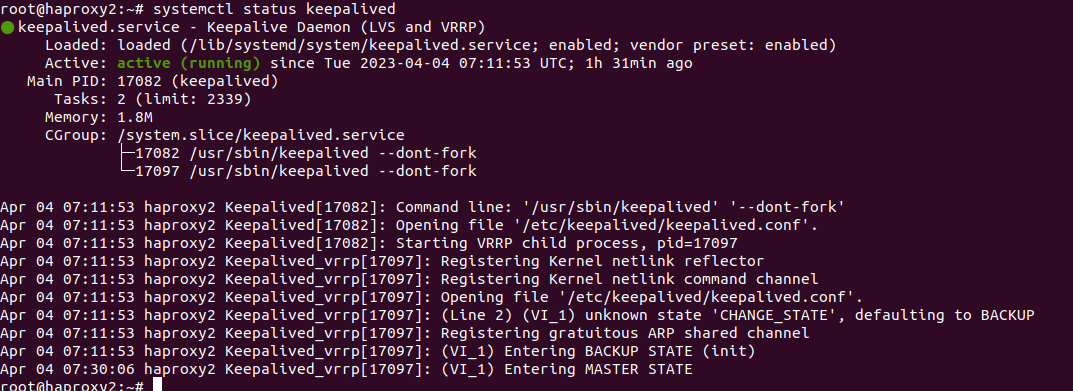 root@haproxy2:~# systemctl status keepalived
● keepalived.service - Keepalive Daemon (LVS and VRRP)
Loaded: loaded (/lib/systemd/system/keepalived.service; enabled; vendor preset: enabled)
Active: active (running) since Tue 2023-04-04 07:11:53 UTC; 1h 31min ago
Main PID: 17082 (keepalived)
Tasks: 2 (limit: 2339)
Memory: 1.8M
CGroup: /system.slice/keepalived.service
├─17082 /usr/sbin/keepalived --dont-fork
└─17097 /usr/sbin/keepalived --dont-fork

Apr 04 07:11:53 haproxy2 Keepalived[17082]: Command line: '/usr/sbin/keepalived' '--dont-fork'
Apr 04 07:11:53 haproxy2 Keepalived[17082]: Opening file '/etc/keepalived/keepalived.conf'.
Apr 04 07:11:53 haproxy2 Keepalived[17082]: Starting VRRP child process, pid=17097
Apr 04 07:11:53 haproxy2 Keepalived_vrrp[17097]: Registering Kernel netlink reflector
Apr 04 07:11:53 haproxy2 Keepalived_vrrp[17097]: Registering Kernel netlink command channel
Apr 04 07:11:53 haproxy2 Keepalived_vrrp[17097]: Opening file '/etc/keepalived/keepalived.conf'.
Apr 04 07:11:53 haproxy2 Keepalived_vrrp[17097]: (Line 2) (VI_1) unknown state 'CHANGE_STATE', defaulting to BACKUP
Apr 04 07:11:53 haproxy2 Keepalived_vrrp[17097]: Registering gratuitous ARP shared channel
Apr 04 07:11:53 haproxy2 Keepalived_vrrp[17097]: (VI_1) Entering BACKUP STATE (init)
Apr 04 07:30:06 haproxy2 Keepalived_vrrp[17097]: (VI_1) Entering MASTER STATE
root@haproxy2:~#